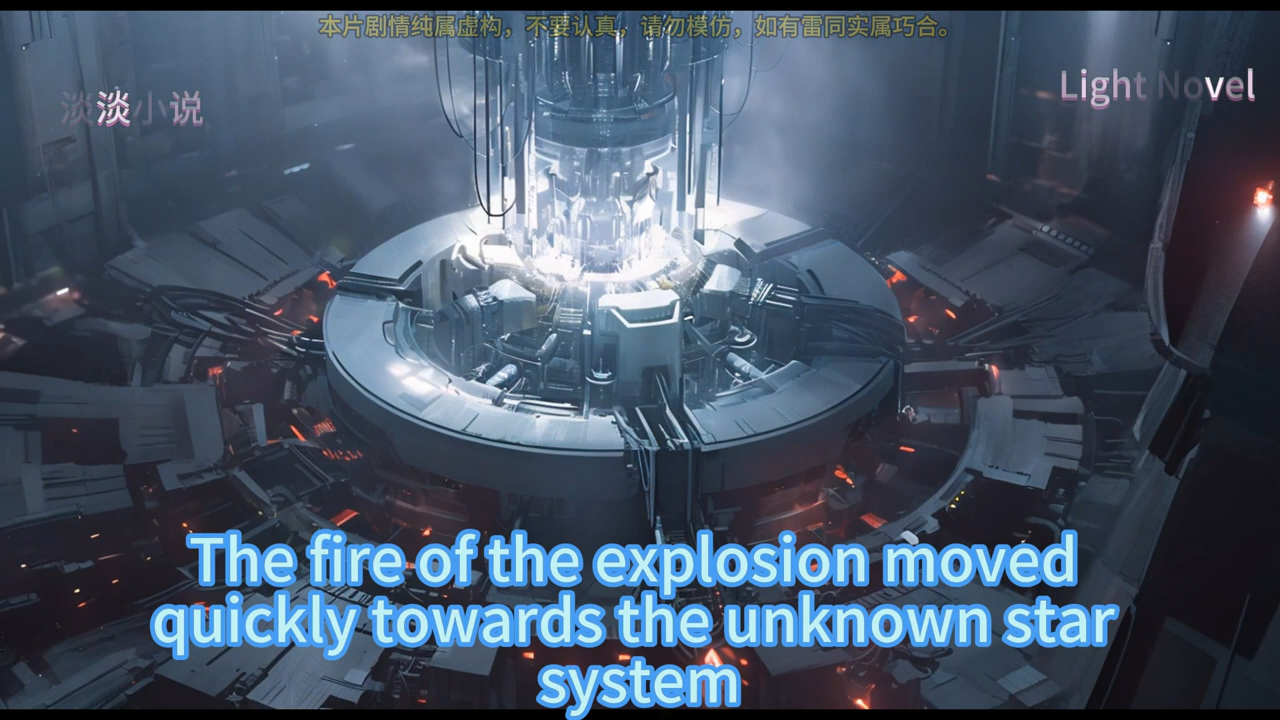 本片剧情纯属虚构，不要认真，请勿模仿，如有雷同实属巧合。
淡淡小说
Light Novel
The fire of the explosion moved
quickly towards the unknown star
system